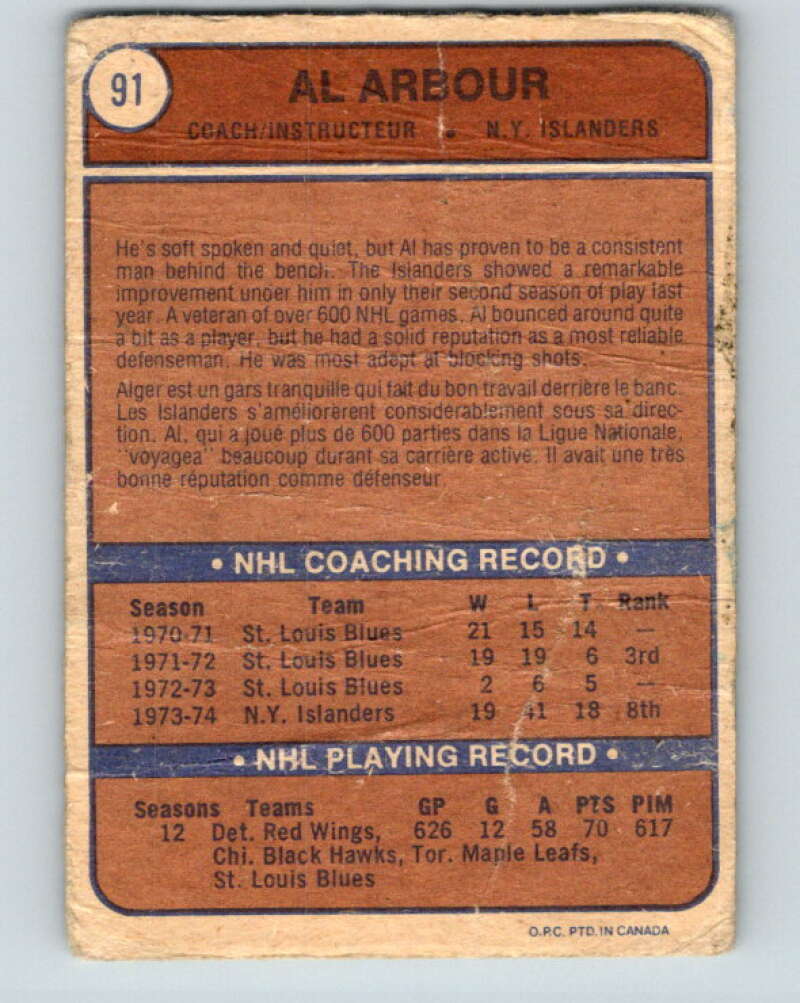 91
AL ARBOUR
COACH/INSTRUCTEUR • N.Y. ISLANDERS
He's soft spoken and quiet, but Al has proven to be a consistent
man behind the bench. The Islanders showed a remarkable
improvement under him in only their second season of play last
year. A veteran of over 600 NHL games, Al bounced around quite
a bit as a player, but he had a solid reputation as a most reliable
defenseman. He was most adept at blocking shots.
Alger est un gars tranquille qui fait du bon travail derrière le banc.
Les Islanders s'améliorèrent considerablement sous sa direc-
tion. Al, qui a joué plus de 600 parties dans la Ligue Nationale,
"voyagea" beaucoup durant sa carrière active. Il avait une très
bonne réputation comme défenseur
• NHL COACHING RECORD •
Season Team W L T Rank
1970-71 St. Louis Blues 21 15 14 —
1971-72 St. Louis Blues 19 19 6 3rd
1972-73 St. Louis Blues 2 6 5 —
1973-74 N.Y. Islanders 19 41 18 8th
• NHL PLAYING RECORD •
Seasons Teams GP G A PTS PIM
12 Det. Red Wings, 626 12 58 70 617
Chi. Black Hawks, Tor. Maple Leafs,
St. Louis Blues
O.P.C. PTD. IN CANADA